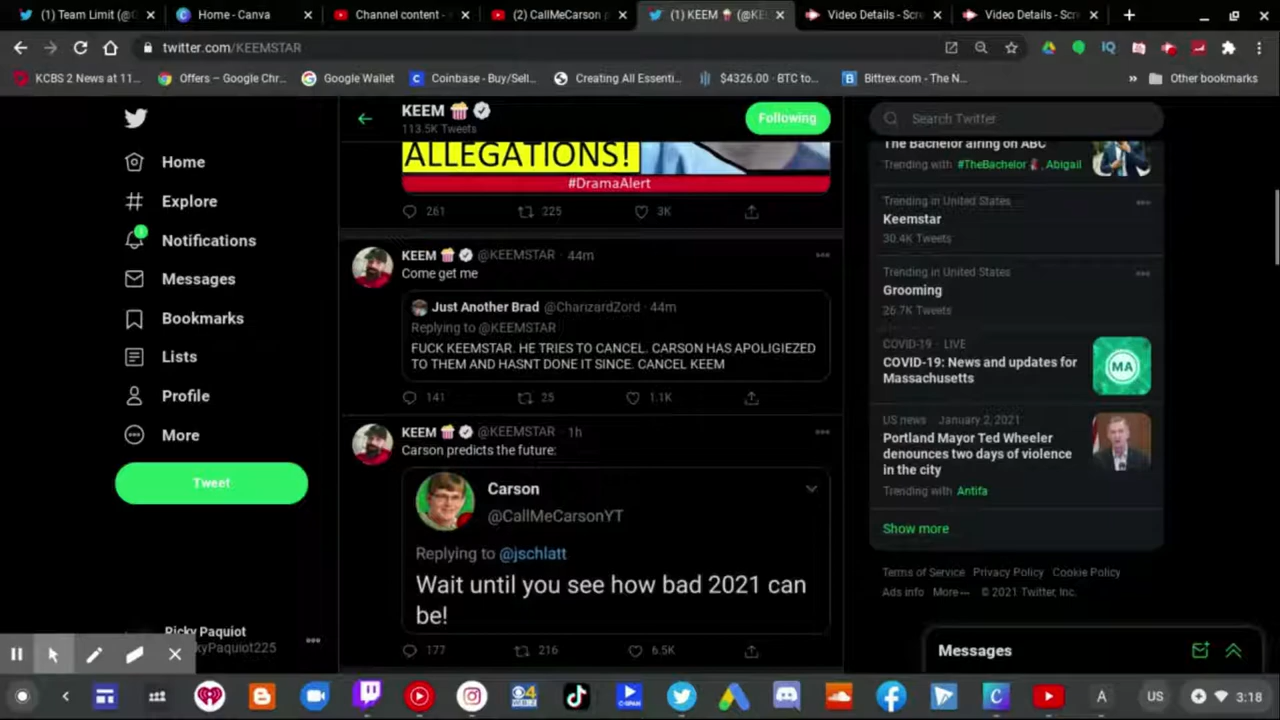 (1) Team Limit (@
Home - Canva
Channel content -
(2) CallMeCarson p
(1) KEEM (@KE
Video Details - Scre
Video Details - Scre
twitter.com/KEEMSTAR
KCBS 2 News at 11...
Offers – Google Chr...
Google Wallet
Coinbase - Buy/Sell...
Creating All Essenti...
$4326.00 · BTC to...
Bittrex.com - The N...
Other bookmarks
Home
Explore
Notifications
Messages
Bookmarks
Lists
Profile
More
Tweet
Ricky Paquiot
kyPaquiot225
KEEM
113.5K Tweets
Following
ALLEGATIONS!
#DramaAlert
261 225 3K
KEEM @KEEMSTAR · 44m
Come get me
Just Another Brad @CharizardZord · 44m
Replying to @KEEMSTAR
FUCK KEEMSTAR. HE TRIES TO CANCEL. CARSON HAS APOLIGIEZED
TO THEM AND HASNT DONE IT SINCE. CANCEL KEEM
141 25 1.1K
KEEM @KEEMSTAR · 1h
Carson predicts the future:
Carson
@CallMeCarsonYT
Replying to @jschlatt
Wait until you see how bad 2021 can
be!
177 216 6.5K
Search Twitter
The Bachelor airing on ABC
Trending with #TheBachelor, Abigail
Trending in United States
Keemstar
30.4K Tweets
Trending in United States
Grooming
26.7K Tweets
COVID-19 · LIVE
COVID-19: News and updates for
Massachusetts
MA
US news · January 2, 2021
Portland Mayor Ted Wheeler
denounces two days of violence
in the city
Trending with Antifa
Show more
Terms of Service Privacy Policy Cookie Policy
Ads info More··· © 2021 Twitter, Inc.
Messages
US
3:18